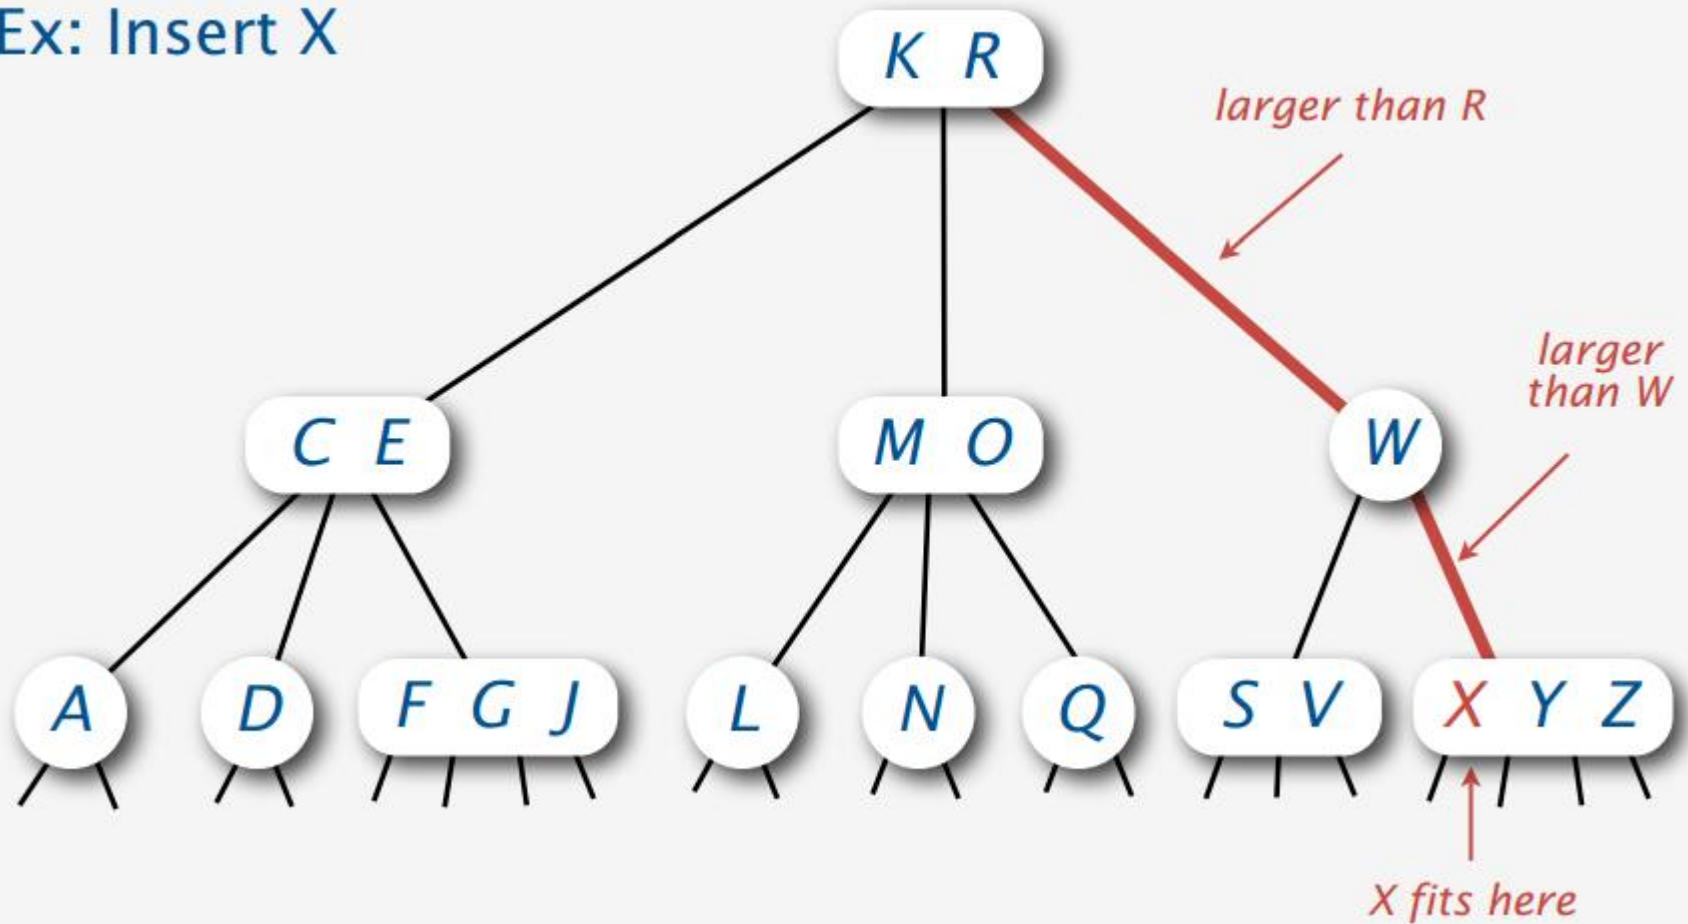 Ex: Insert X
K R
larger than R
larger
than W
C E
M O
W
A
D
F G J
L
N
Q
S V
X Y Z
X fits here